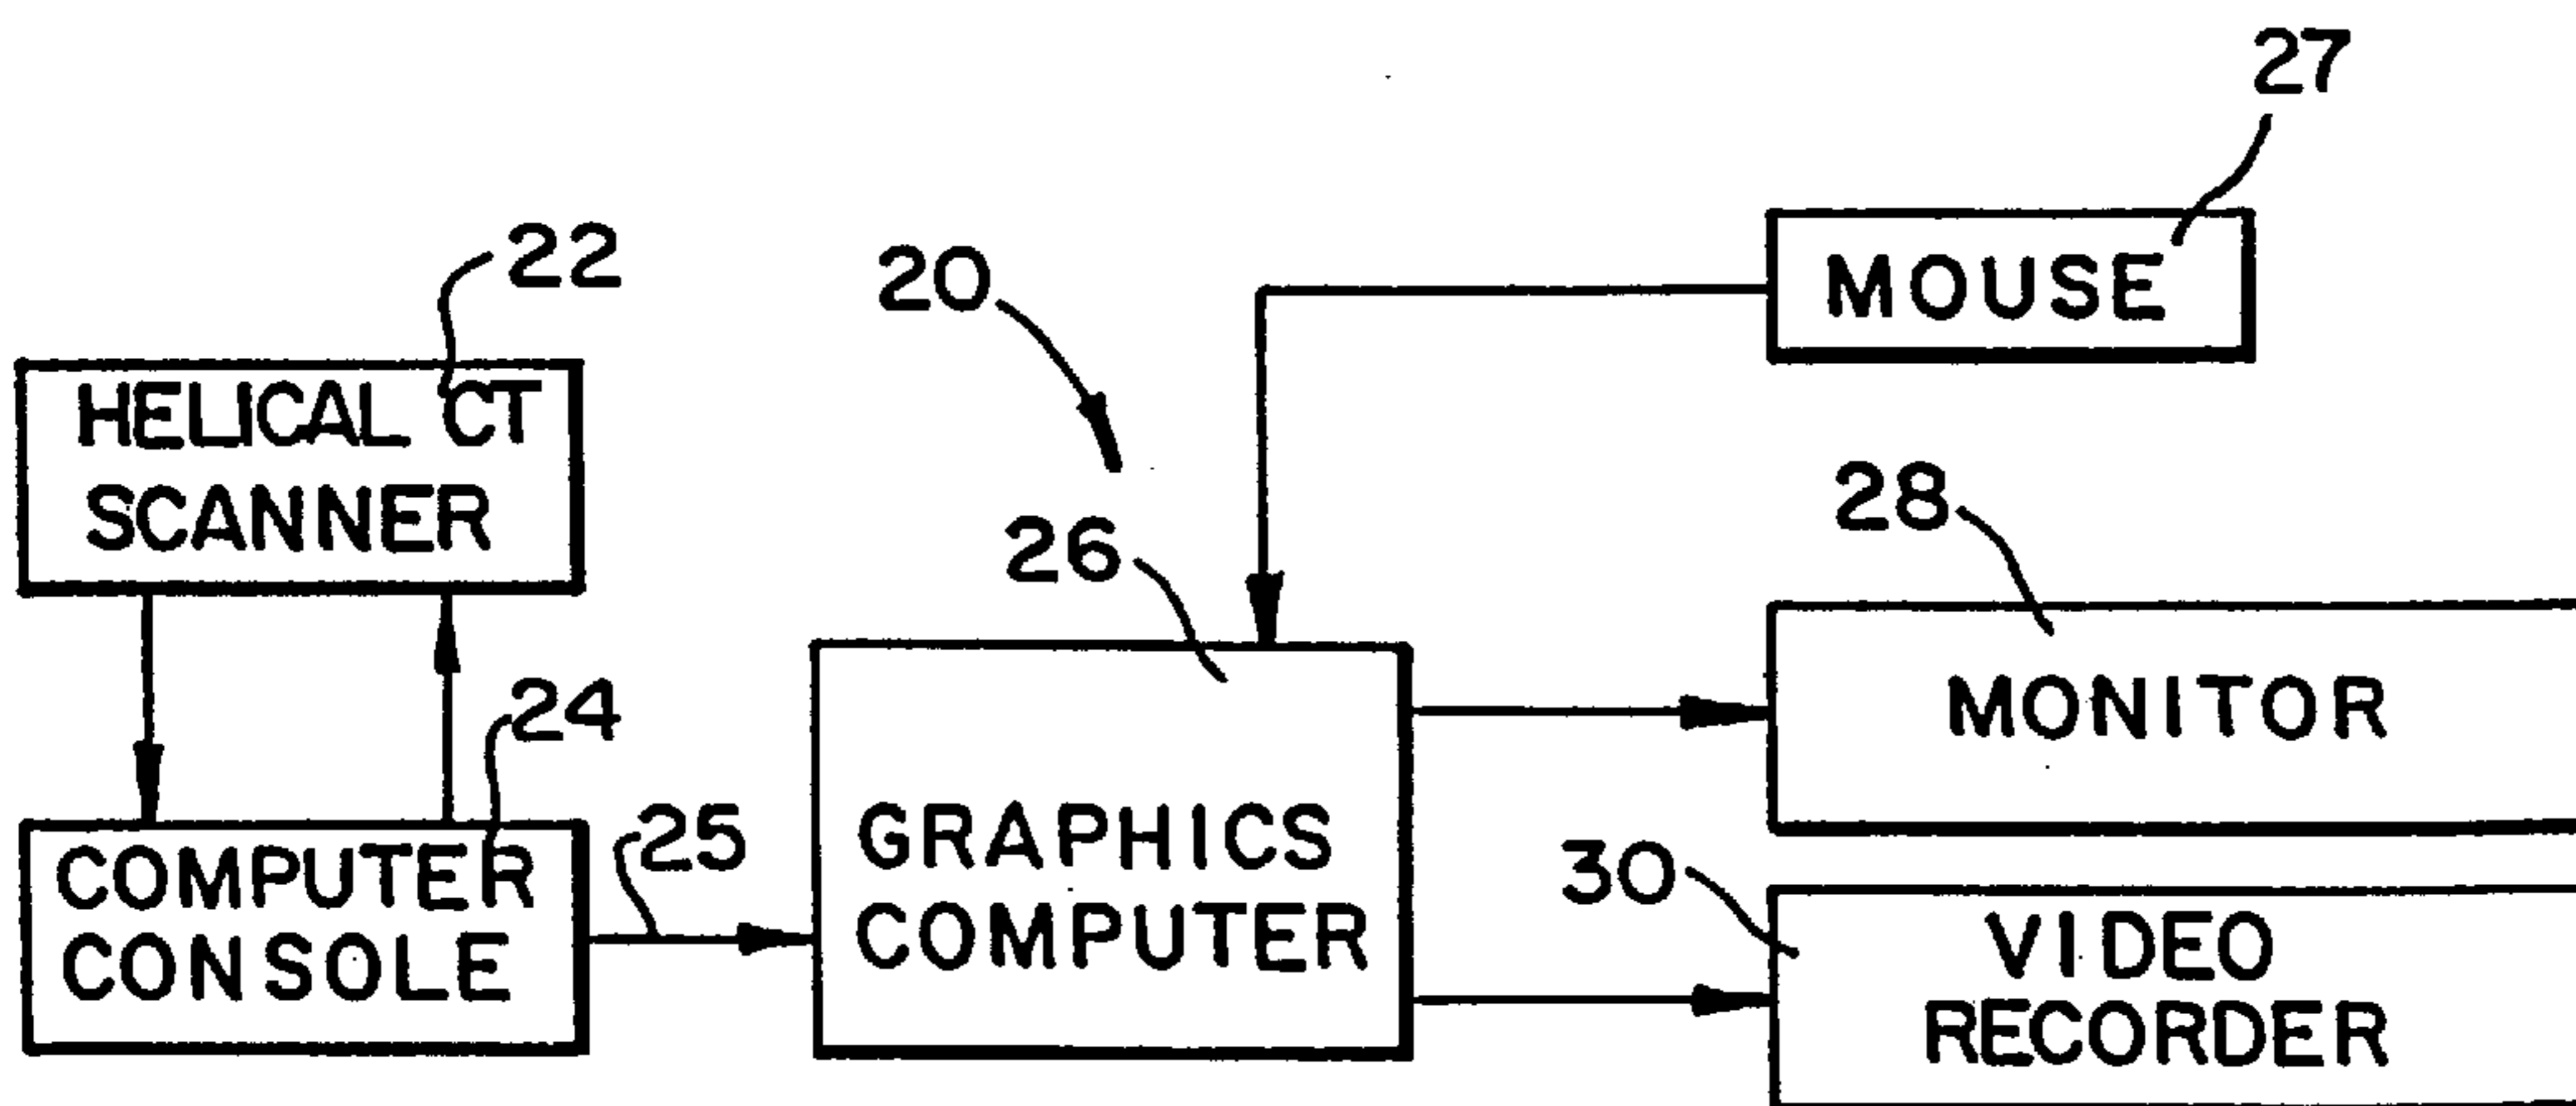 27
22
20
MOUSE
HELICAL CT
SCANNER
28
26
24
MONITOR
25
GRAPHICS
COMPUTER
30
COMPUTER
CONSOLE
VIDEO
RECORDER